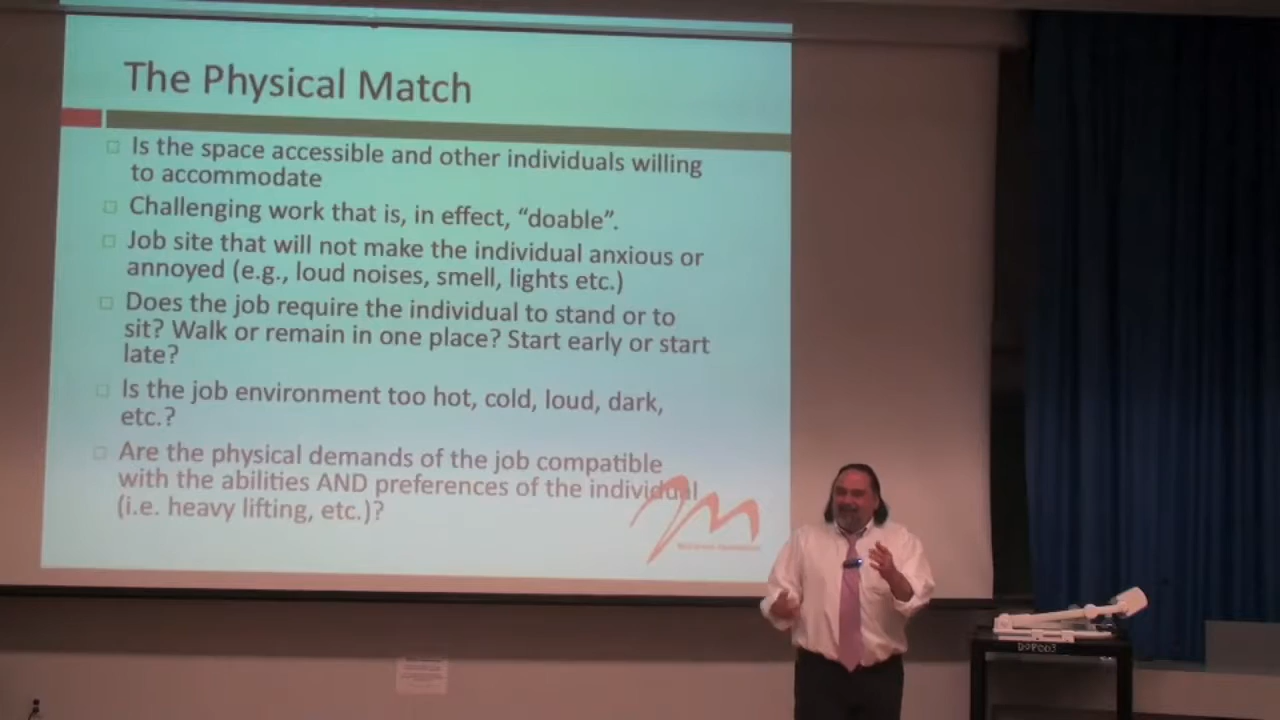 The Physical Match
Is the space accessible and other individuals willing
to accommodate
Challenging work that is, in effect, “doable”.
Job site that will not make the individual anxious or
annoyed (e.g., loud noises, smell, lights etc.)
Does the job require the individual to stand or to
sit? Walk or remain in one place? Start early or start
late?
Is the job environment too hot, cold, loud, dark,
etc.?
Are the physical demands of the job compatible
with the abilities AND preferences of the individual
(i.e. heavy lifting, etc.)?